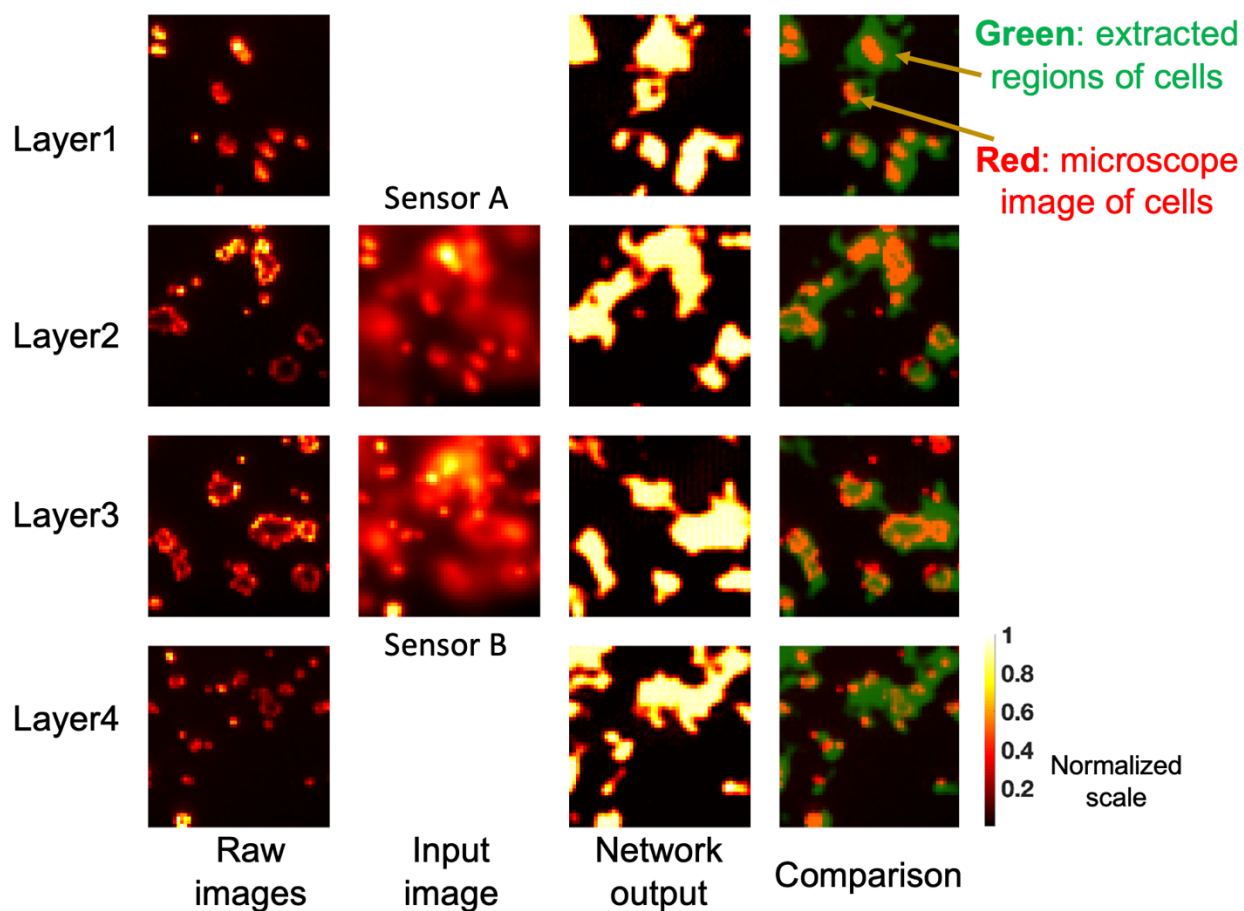 Green: extracted
regions of cells
Layer1
Red: microscope
image of cells
Sensor A
Layer2
Layer3
Sensor B
Layer4
1
0.8
0.6
0.4
0.2
Normalized
scale
Raw
images
Input
image
Network
output
Comparison